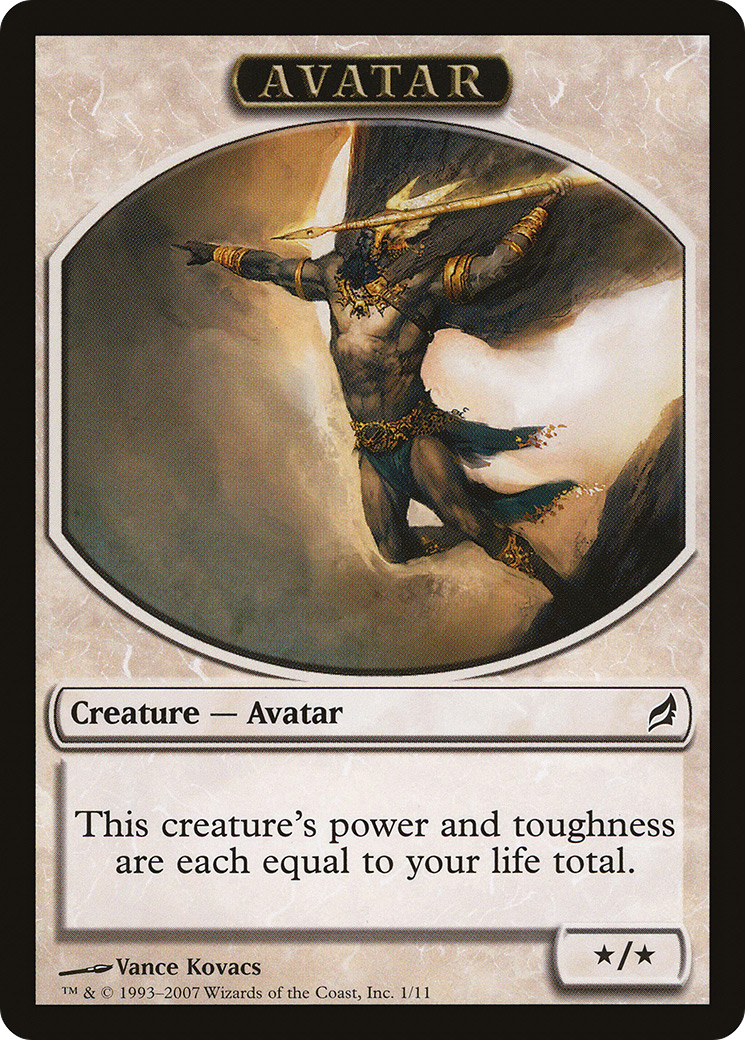 AVATAR
Creature — Avatar
This creature's power and toughness
are each equal to your life total.
★/★
Vance Kovacs
™ & © 1993–2007 Wizards of the Coast, Inc. 1/11